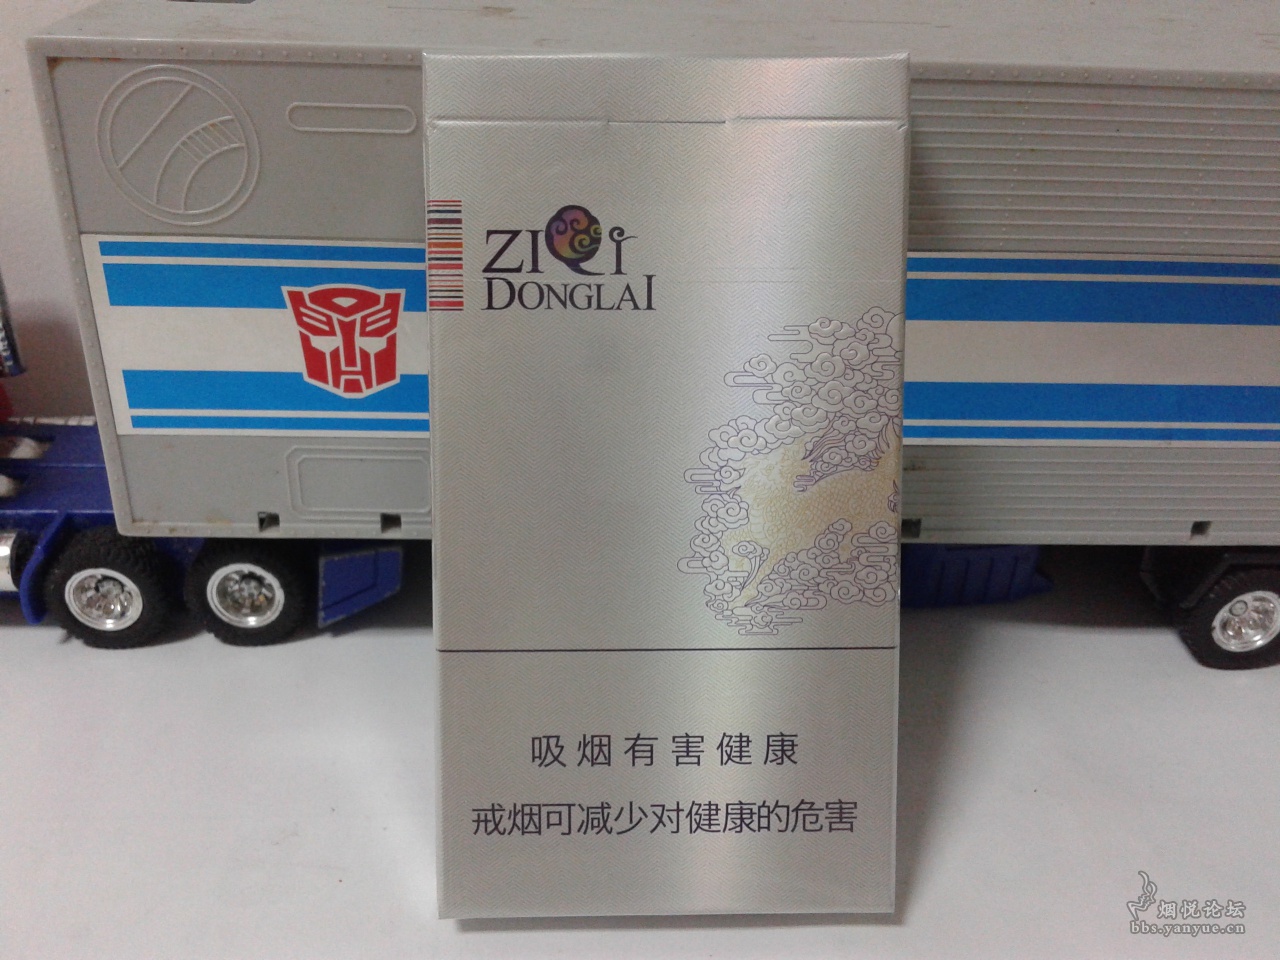 ZIQI
DONGLAI
吸烟有害健康
戒烟可减少对健康的危害
烟悦论坛
bbs.yanyue.cn